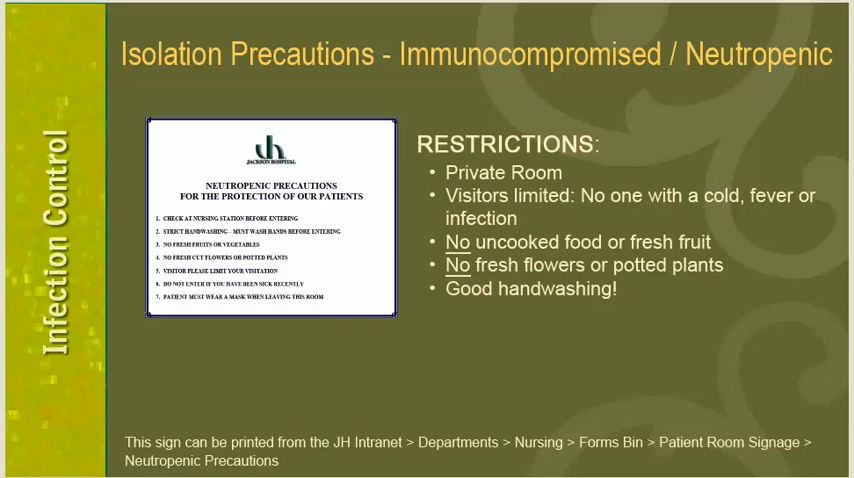 Isolation Precautions - Immunocompromised / Neutropenic
Infection Control
JACKSON HOSPITAL
NEUTROPENIC PRECAUTIONS
FOR THE PROTECTION OF OUR PATIENTS
1. CHECK AT NURSING STATION BEFORE ENTERING
2. STRICT HANDWASHING - MUST WASH HANDS BEFORE ENTERING
3. NO FRESH FRUITS OR VEGETABLES
4. NO FRESH CUT FLOWERS OR POTTED PLANTS
5. VISITOR PLEASE LIMIT YOUR VISITATION
6. DO NOT ENTER IF YOU HAVE BEEN SICK RECENTLY
7. PATIENT MUST WEAR A MASK WHEN LEAVING THIS ROOM
RESTRICTIONS:
• Private Room
• Visitors limited: No one with a cold, fever or
infection
• No uncooked food or fresh fruit
• No fresh flowers or potted plants
• Good handwashing!
This sign can be printed from the JH Intranet > Departments > Nursing > Forms Bin > Patient Room Signage >
Neutropenic Precautions